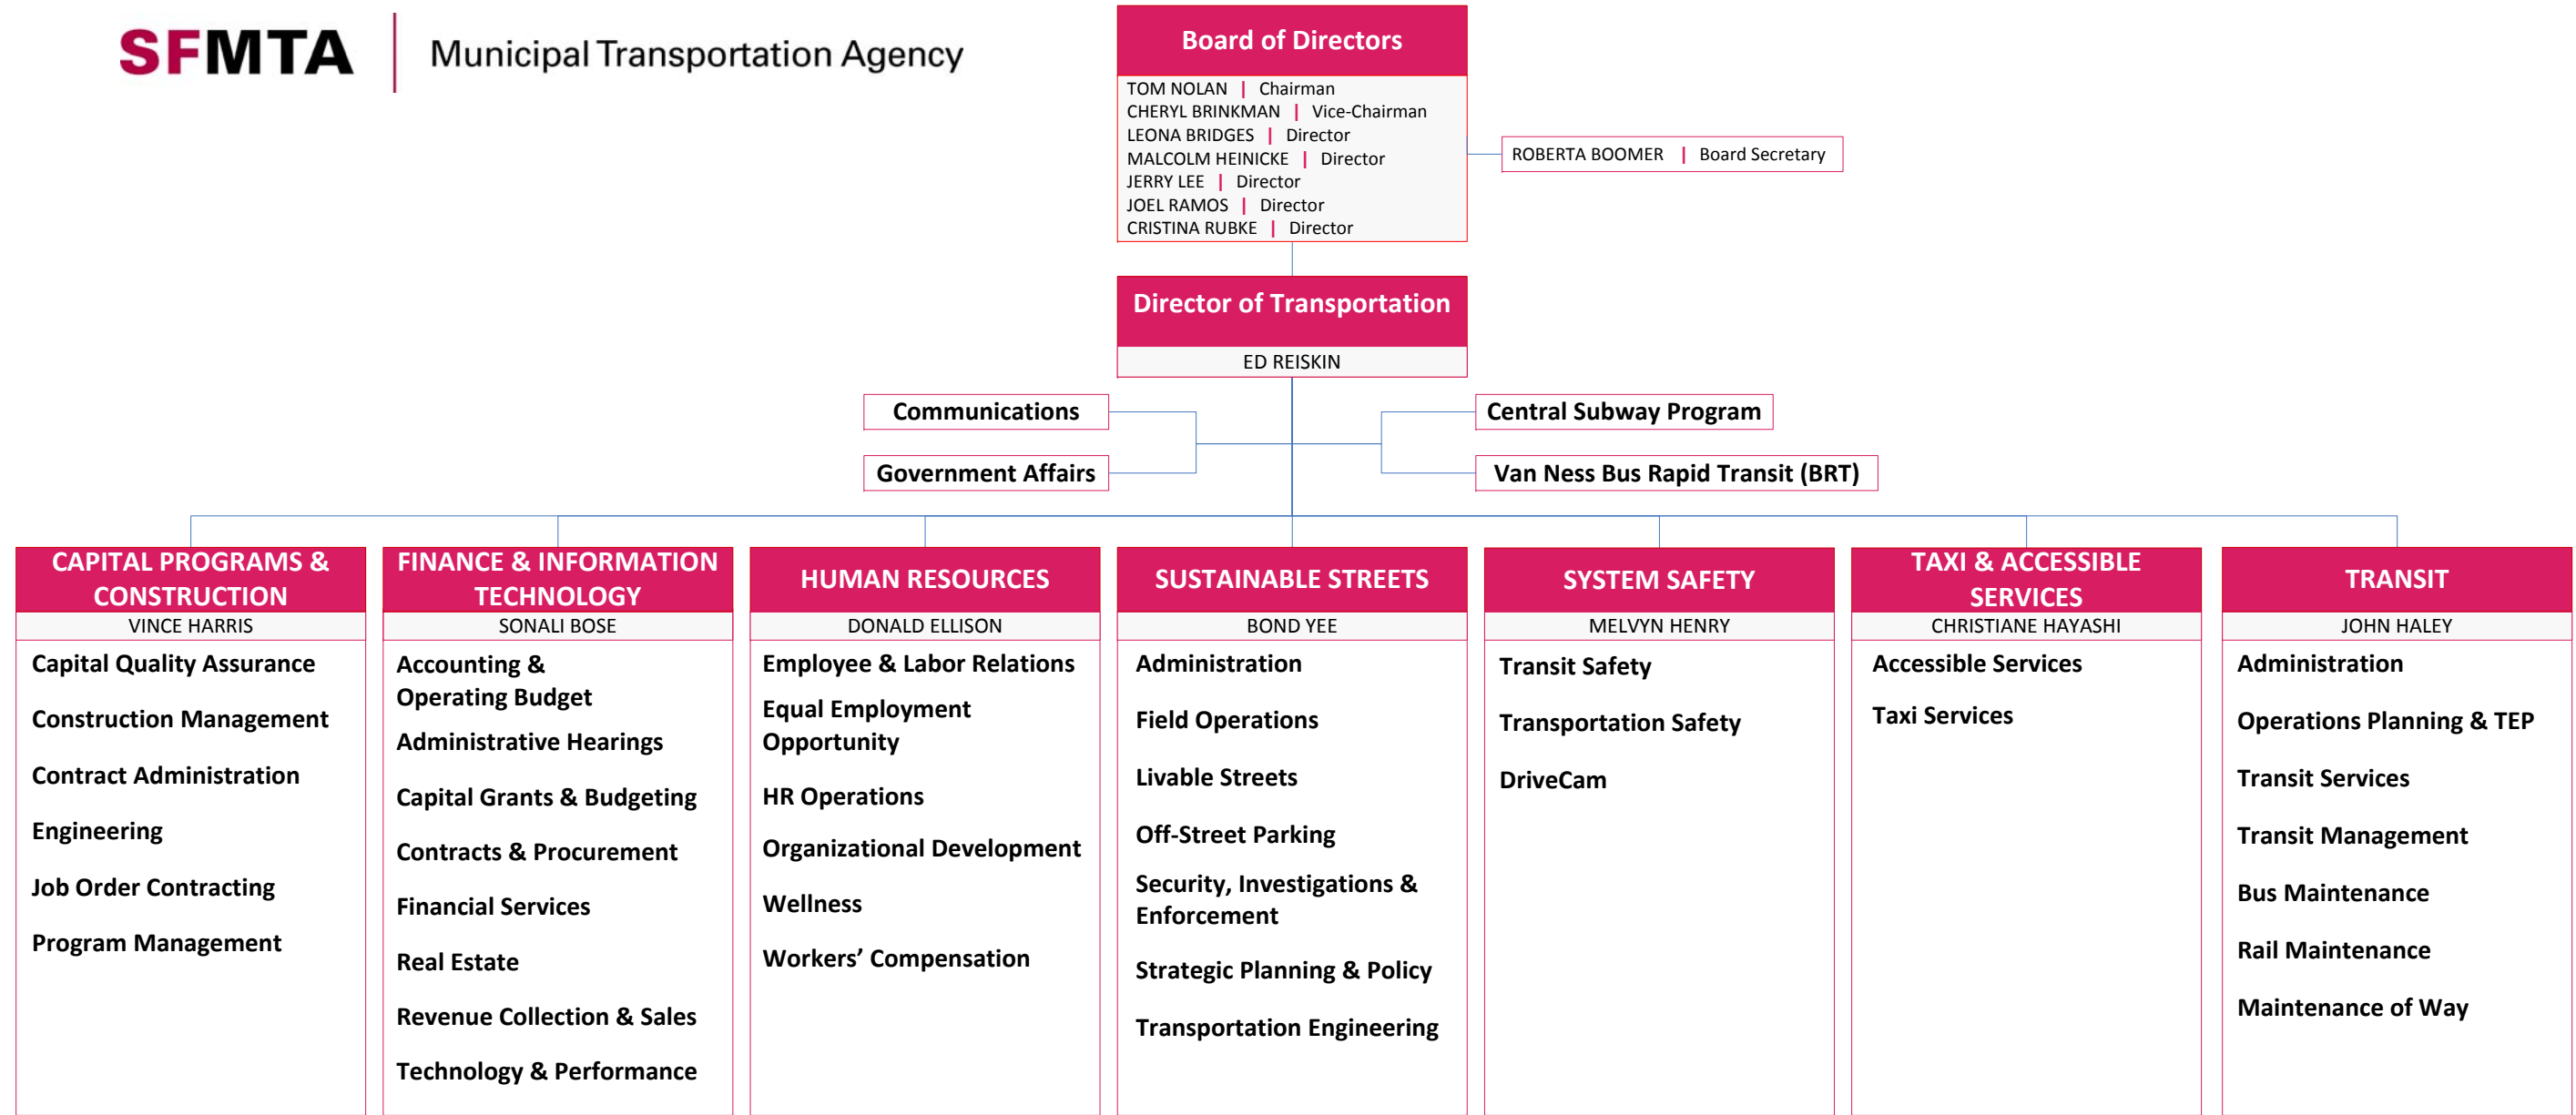 SFMTA | Municipal Transportation Agency
Board of Directors
TOM NOLAN | Chairman
CHERYL BRINKMAN | Vice-Chairman
LEONA BRIDGES | Director
MALCOLM HEINICKE | Director
JERRY LEE | Director
JOEL RAMOS | Director
CRISTINA RUBKE | Director
ROBERTA BOOMER | Board Secretary
Director of Transportation
ED REISKIN
Communications
Central Subway Program
Government Affairs
Van Ness Bus Rapid Transit (BRT)
CAPITAL PROGRAMS &
CONSTRUCTION
VINCE HARRIS
Capital Quality Assurance
Construction Management
Contract Administration
Engineering
Job Order Contracting
Program Management
FINANCE & INFORMATION
TECHNOLOGY
SONALI BOSE
Accounting &
Operating Budget
Administrative Hearings
Capital Grants & Budgeting
Contracts & Procurement
Financial Services
Real Estate
Revenue Collection & Sales
Technology & Performance
HUMAN RESOURCES
DONALD ELLISON
Employee & Labor Relations
Equal Employment
Opportunity
HR Operations
Organizational Development
Wellness
Workers’ Compensation
SUSTAINABLE STREETS
BOND YEE
Administration
Field Operations
Livable Streets
Off-Street Parking
Security, Investigations &
Enforcement
Strategic Planning & Policy
Transportation Engineering
SYSTEM SAFETY
MELVYN HENRY
Transit Safety
Transportation Safety
DriveCam
TAXI & ACCESSIBLE
SERVICES
CHRISTIANE HAYASHI
Accessible Services
Taxi Services
TRANSIT
JOHN HALEY
Administration
Operations Planning & TEP
Transit Services
Transit Management
Bus Maintenance
Rail Maintenance
Maintenance of Way